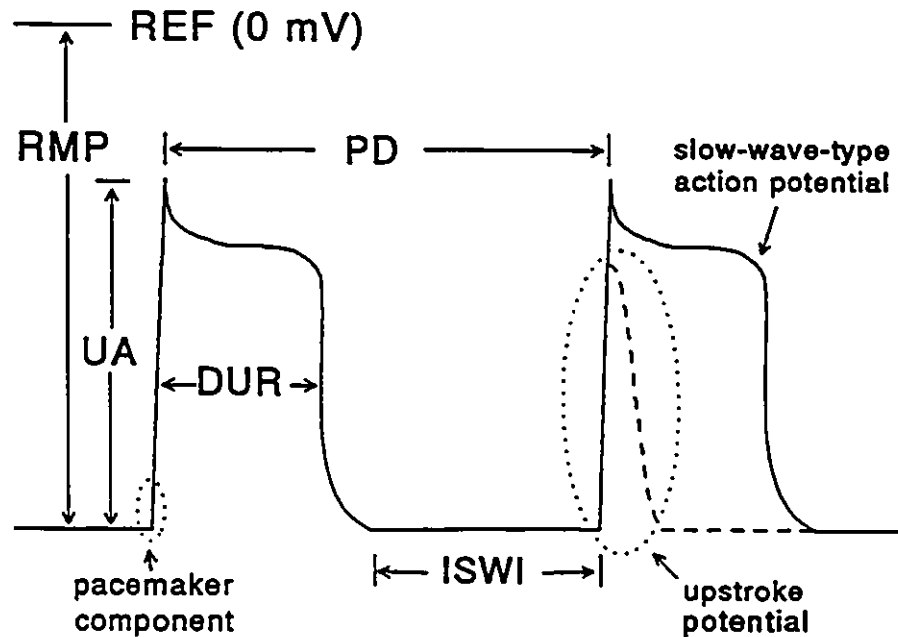 REF (0 mV)
RMP
PD
slow-wave-type
action potential
UA
DUR
ISWI
pacemaker
component
upstroke
potential